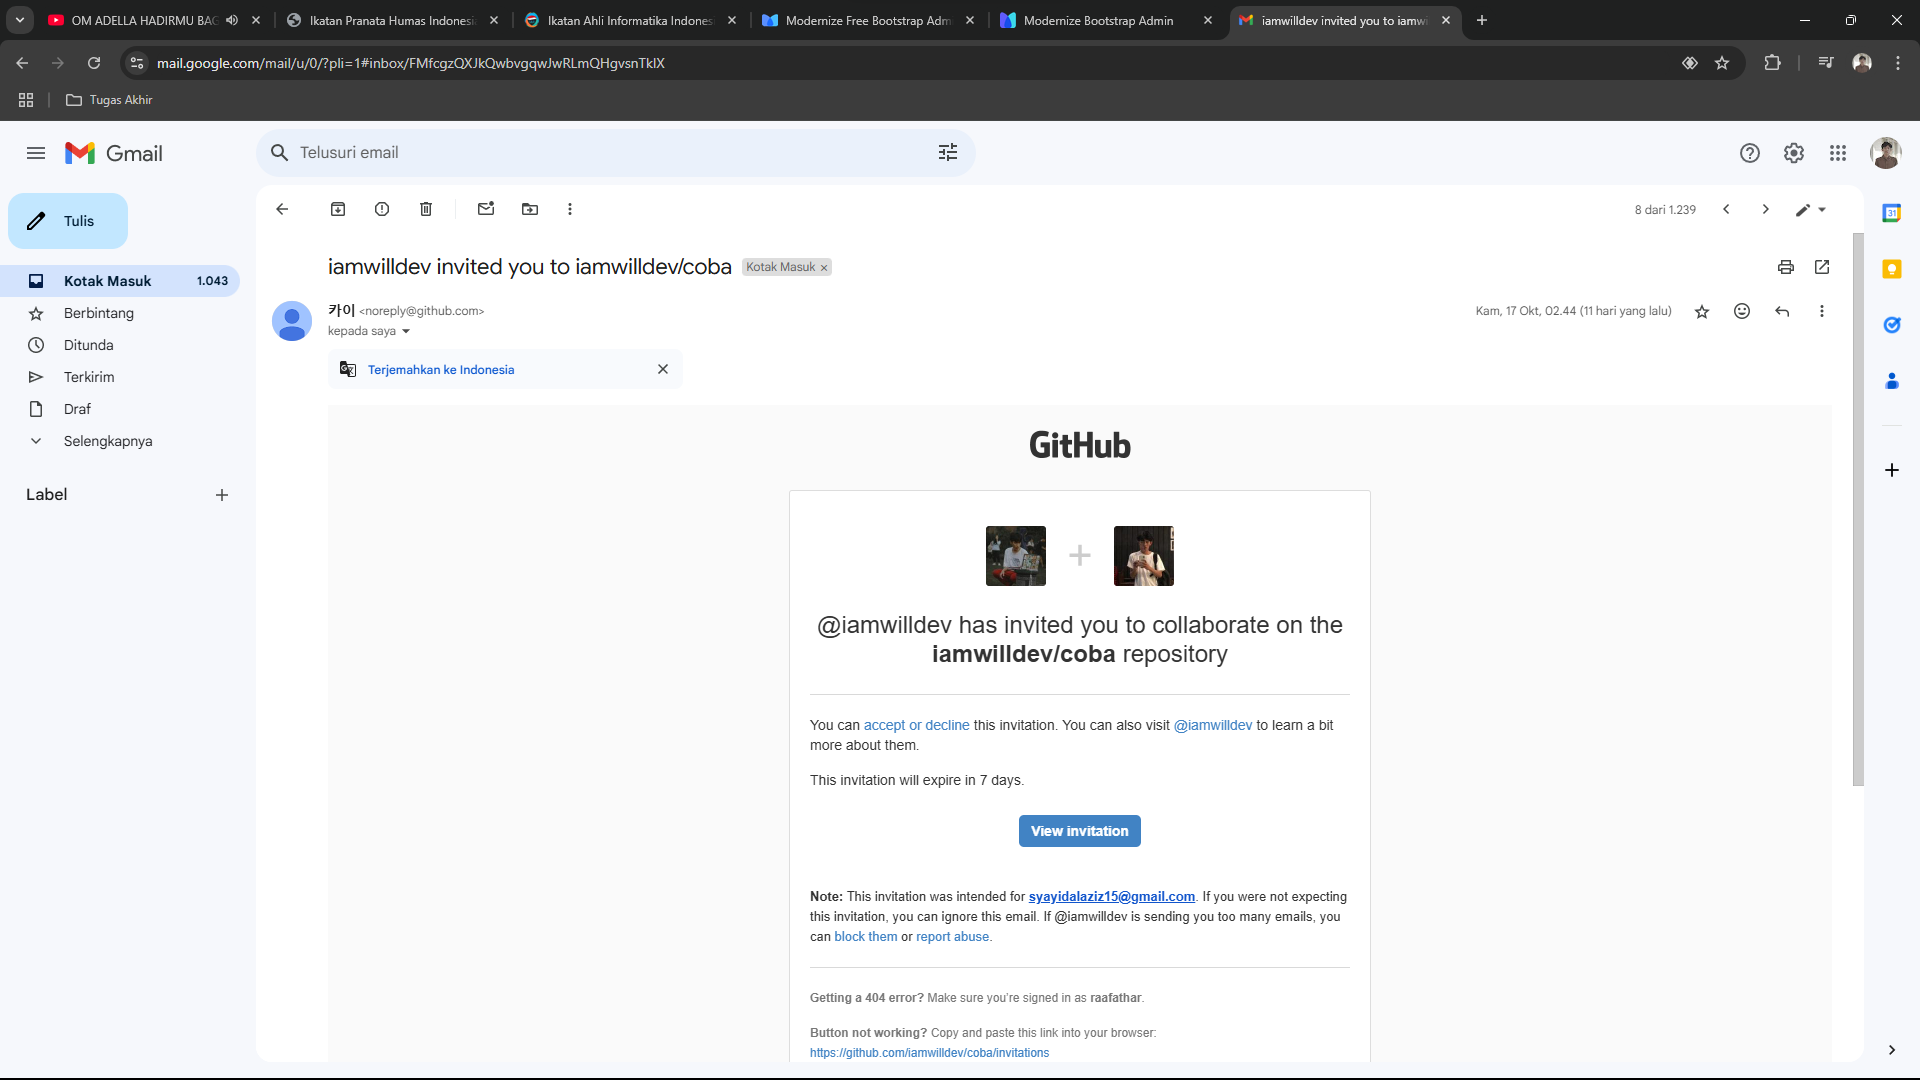 OM ADELLA HADIRMU BAG
Ikatan Pranata Humas Indonesia
Ikatan Ahli Informatika Indones
Modernize Free Bootstrap Adm
Modernize Bootstrap Admin
iamwilldev invited you to iamwi
mail.google.com/mail/u/0/?pli=1#inbox/FMfcgzQXJkQwbvgqwJwRLmQHgvsnTklX
Tugas Akhir
Gmail
Telusuri email
Tulis
8 dari 1.239
Kotak Masuk 1.043
Berbintang
Ditunda
Terkirim
Draf
Selengkapnya
Label
iamwilldev invited you to iamwilldev/coba Kotak Masuk ×
카이 <noreply@github.com>
Kam, 17 Okt, 02.44 (11 hari yang lalu)
kepada saya
Terjemahkan ke Indonesia
GitHub
@iamwilldev has invited you to collaborate on the
iamwilldev/coba repository
You can accept or decline this invitation. You can also visit @iamwilldev to learn a bit
more about them.
This invitation will expire in 7 days.
View invitation
Note: This invitation was intended for syayidalaziz15@gmail.com. If you were not expecting
this invitation, you can ignore this email. If @iamwilldev is sending you too many emails, you
can block them or report abuse.
Getting a 404 error? Make sure you're signed in as raafathar.
Button not working? Copy and paste this link into your browser:
https://github.com/iamwilldev/coba/invitations
31